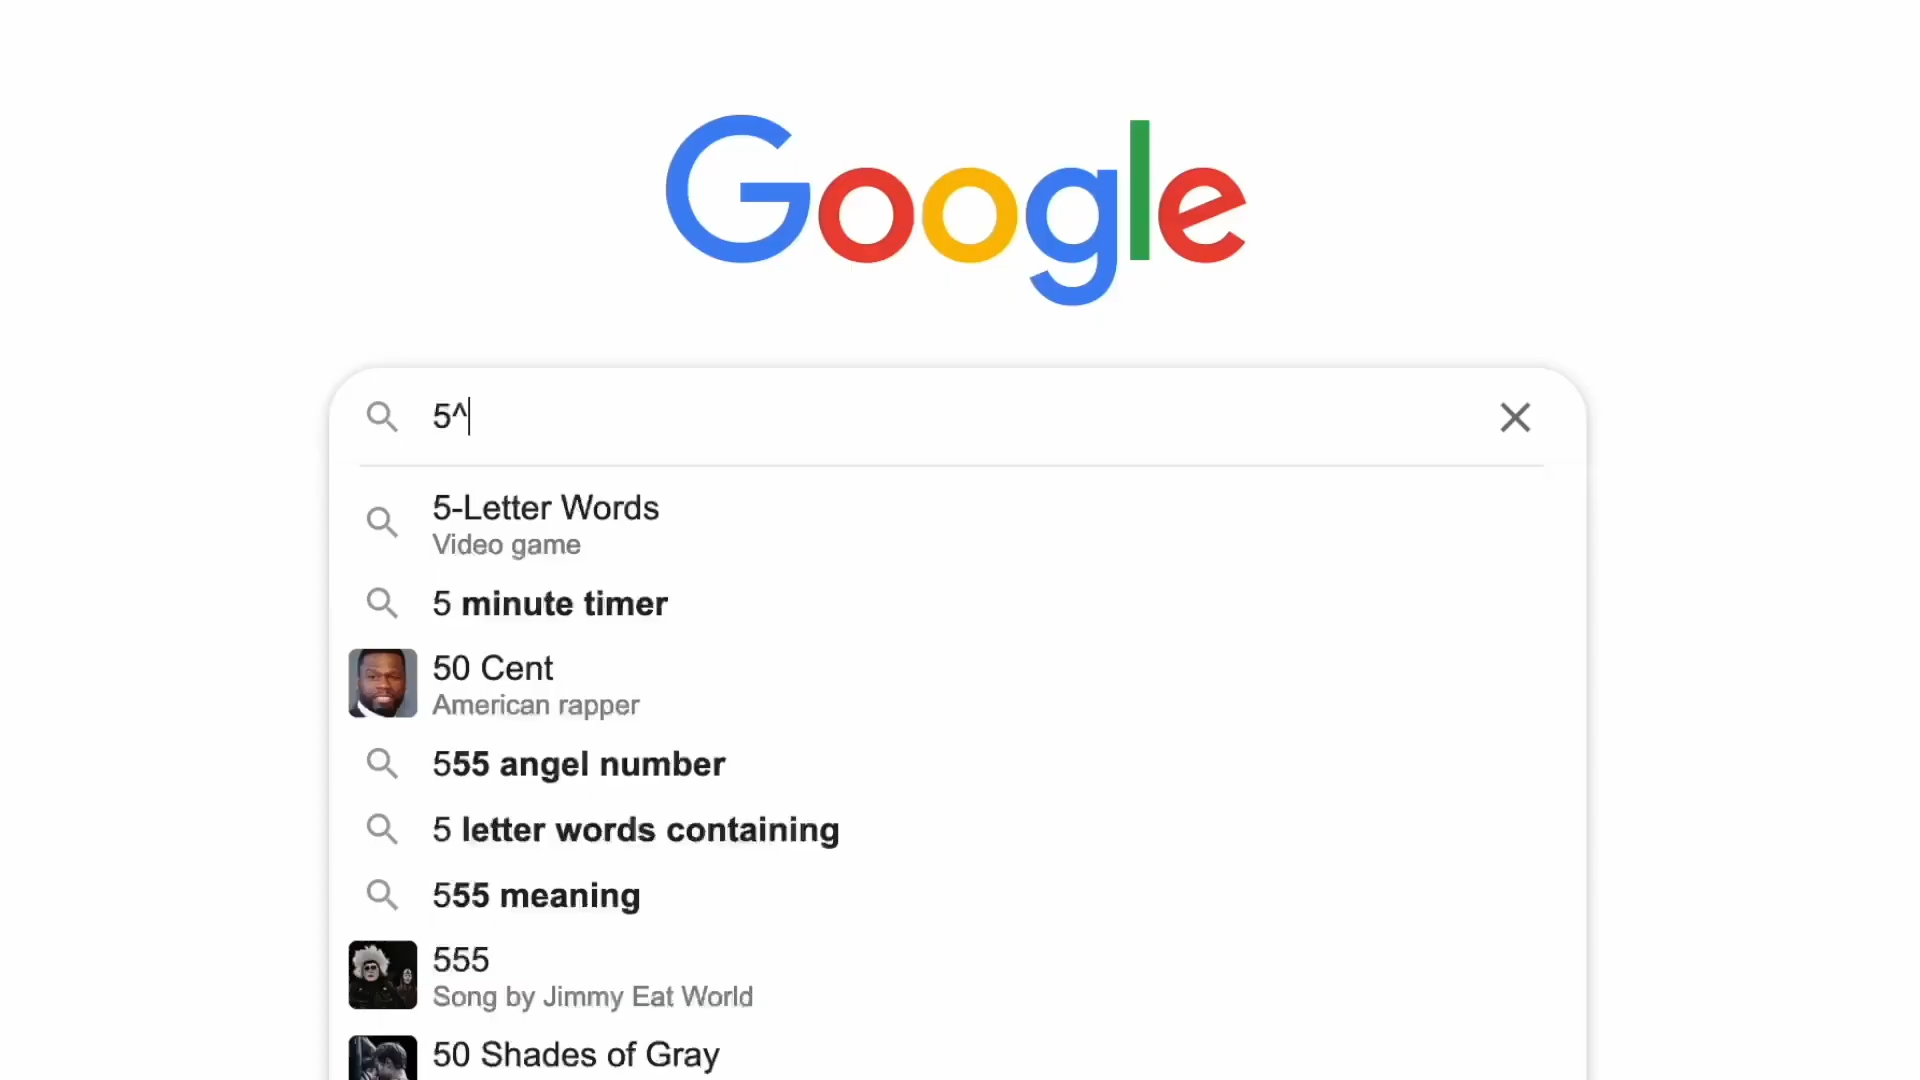 Google
5^
5-Letter Words
Video game
5 minute timer
50 Cent
American rapper
555 angel number
5 letter words containing
555 meaning
555
Song by Jimmy Eat World
50 Shades of Gray